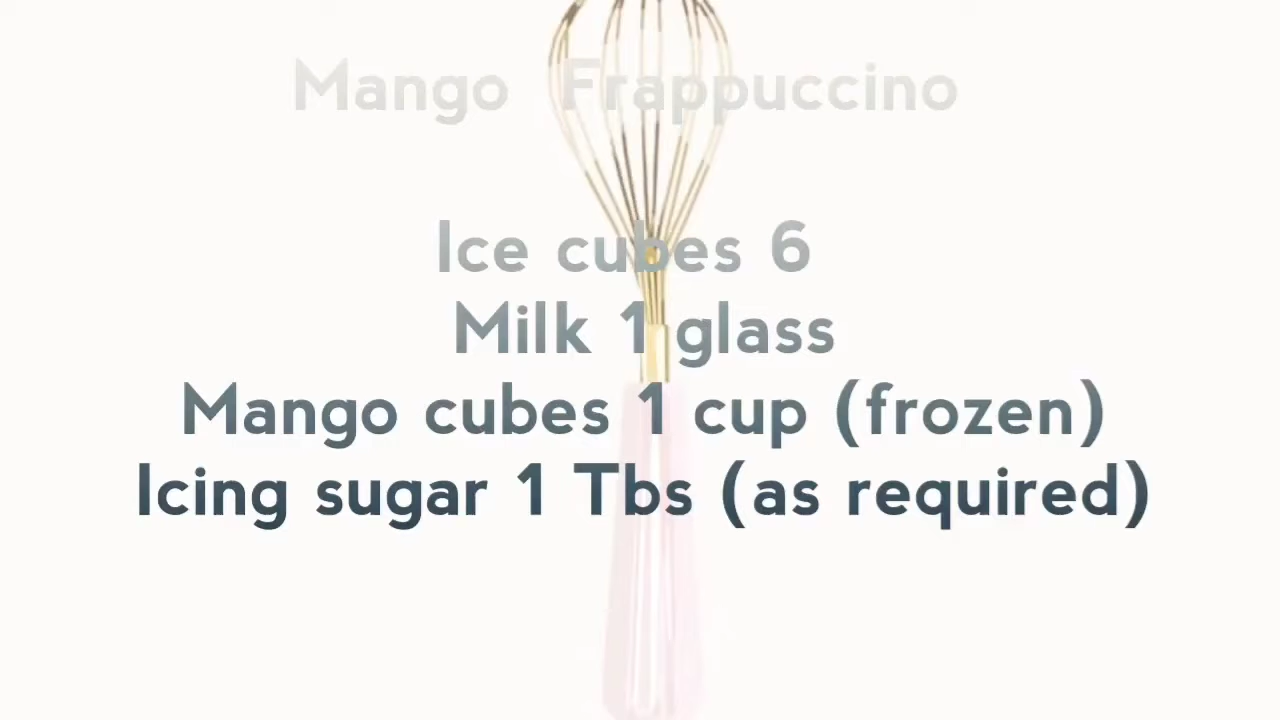 Mango Frappuccino
Ice cubes 6
Milk 1 glass
Mango cubes 1 cup (frozen)
Icing sugar 1 Tbs (as required)